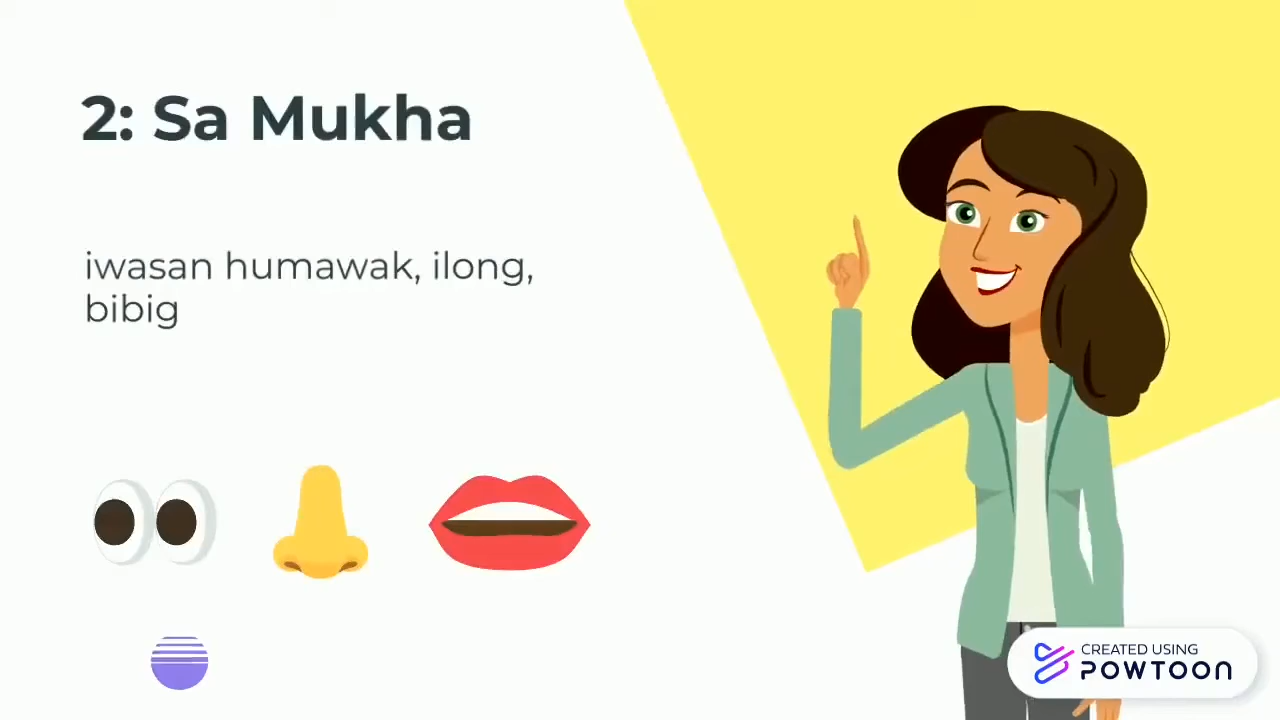 2: Sa Mukha
iwasan humawak, ilong,
bibig
CREATED USING
POWTOON